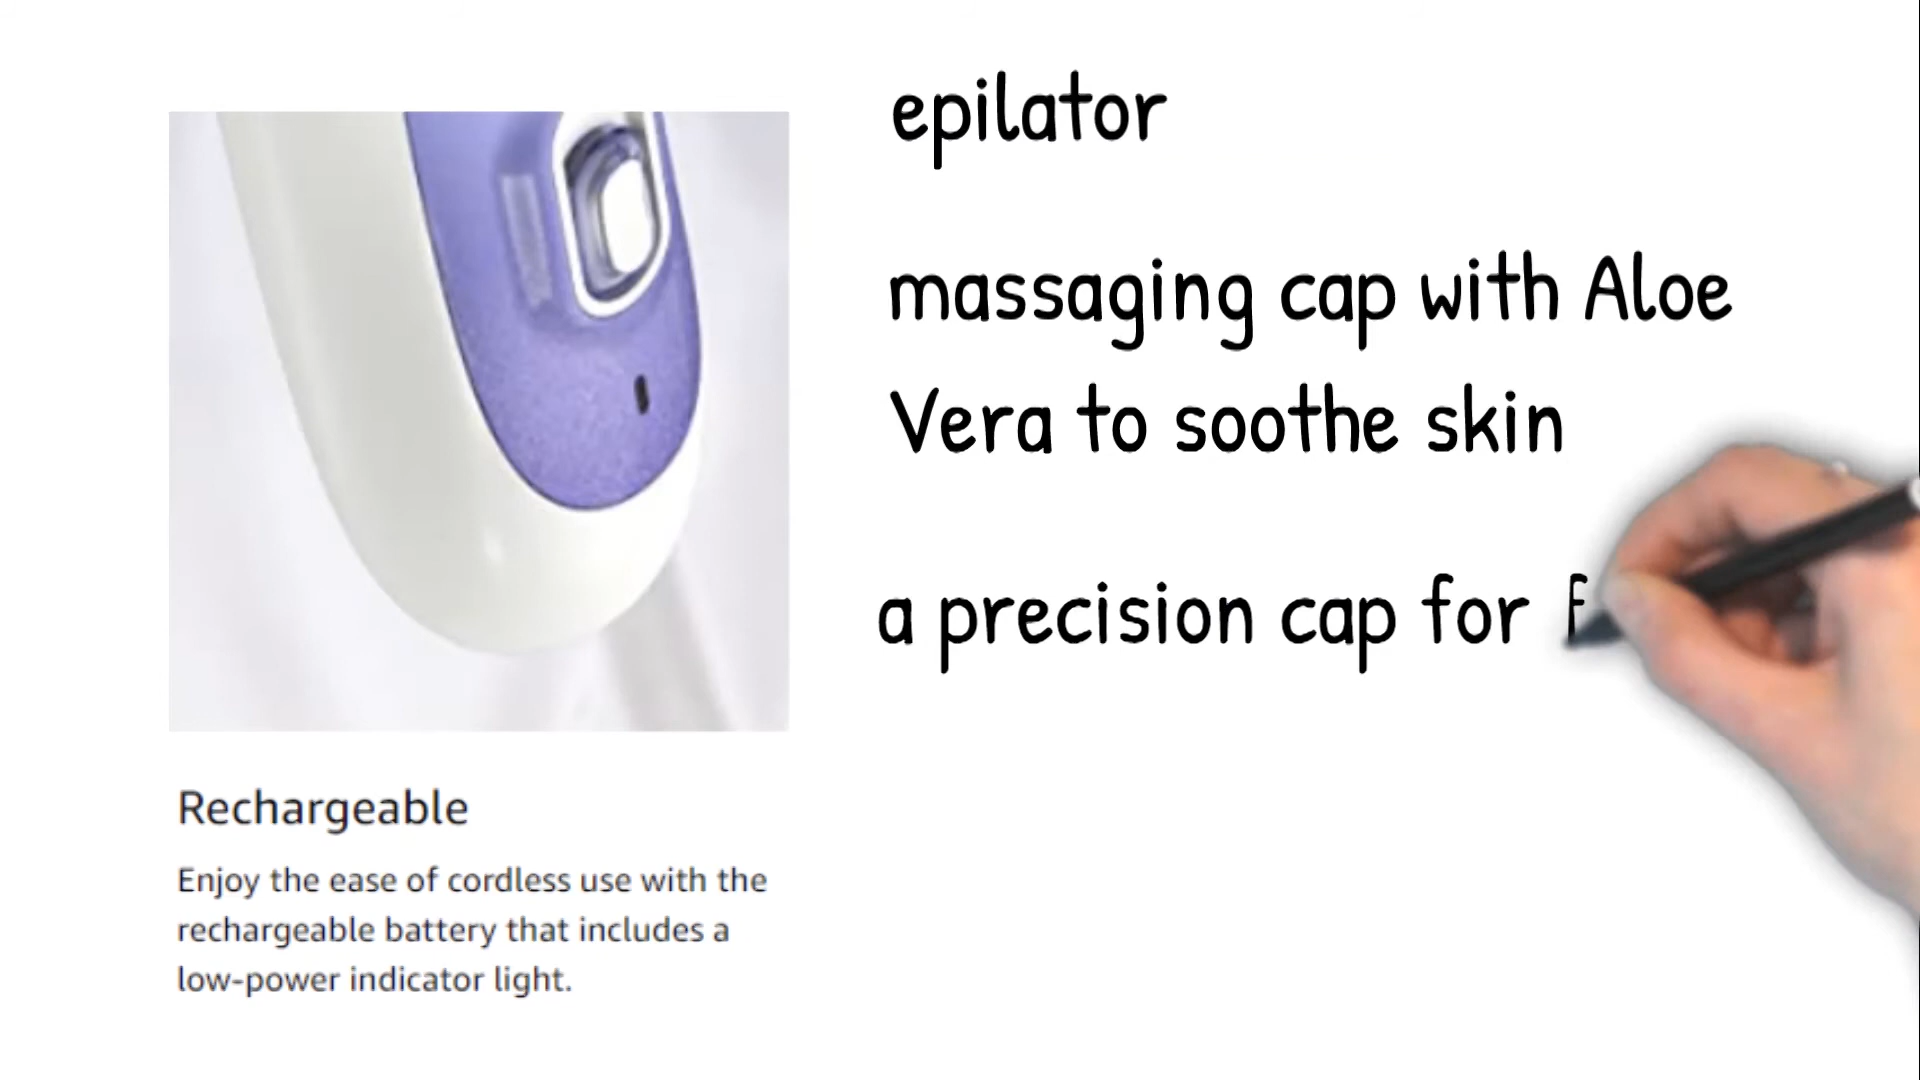 epilator
massaging cap with Aloe
Vera to soothe skin
a precision cap for
Rechargeable
Enjoy the ease of cordless use with the
rechargeable battery that includes a
low-power indicator light.